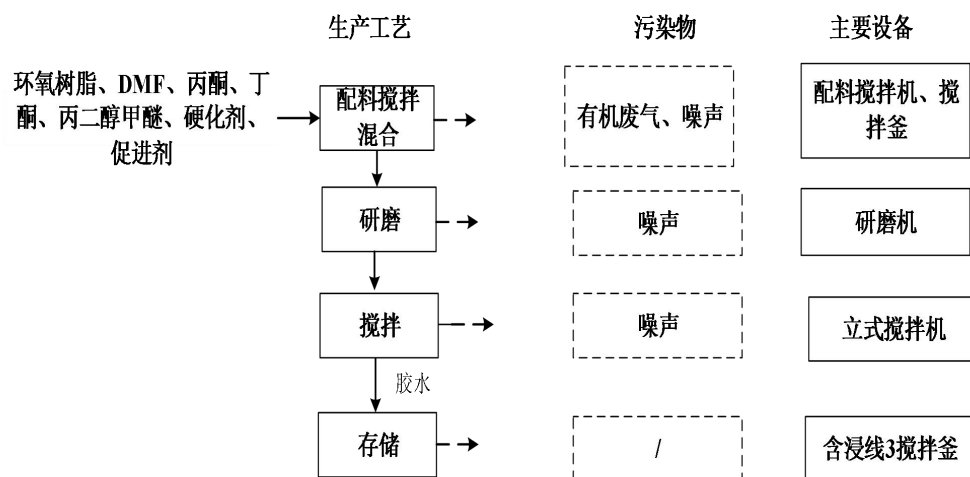 生产工艺
污染物
主要设备
环氧树脂、DMF、丙酮、丁
酮、丙二醇甲醚、硬化剂、
促进剂
配料搅拌
混合
有机废气、噪声
配料搅拌机、搅
拌釜
研磨
噪声
研磨机
搅拌
噪声
立式搅拌机
胶水
存储
/
含浸线3搅拌釜